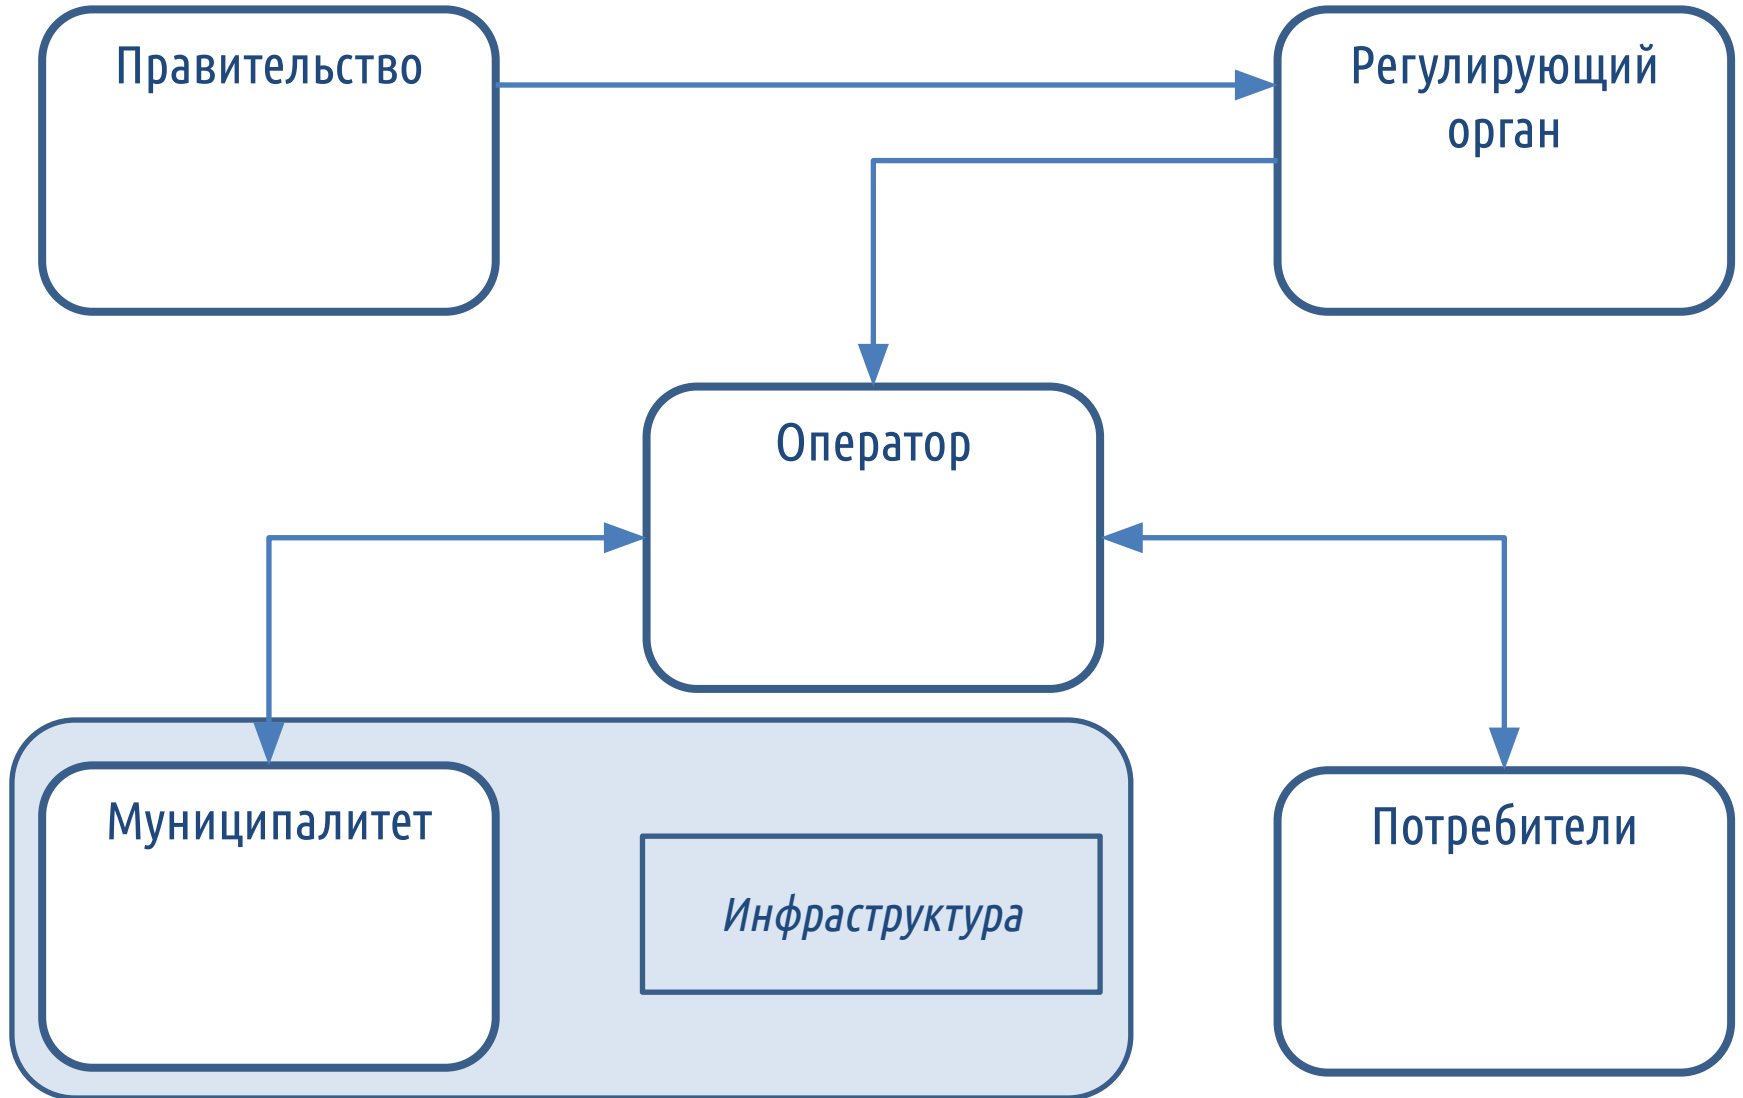 Правительство
Регулирующий
орган
Оператор
Муниципалитет
Инфраструктура
Потребители